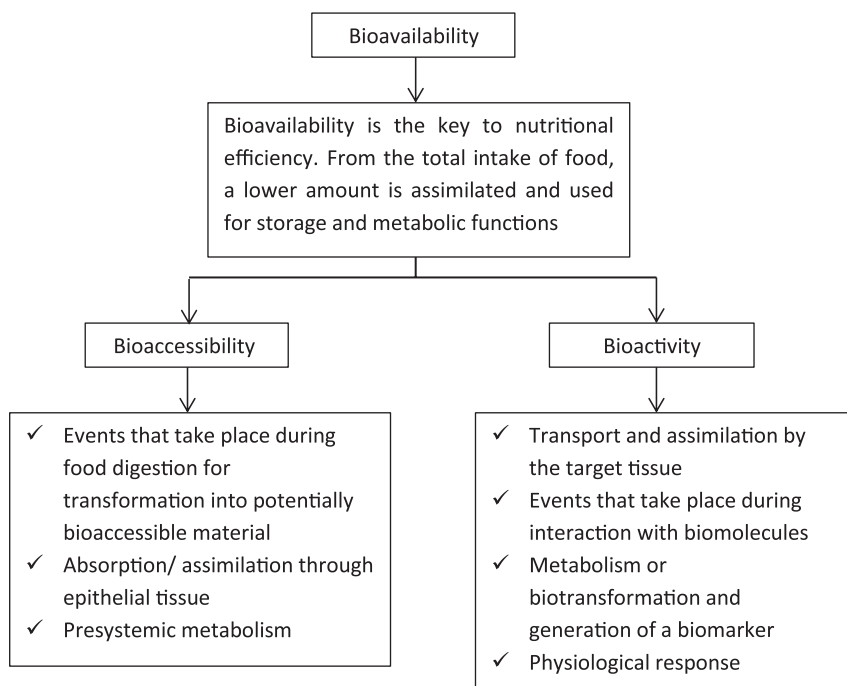 Bioavailability
Bioavailability is the key to nutritional
efficiency. From the total intake of food,
a lower amount is assimilated and used
for storage and metabolic functions
Bioaccessibility
✓ Events that take place during
food digestion for
transformation into potentially
bioaccessible material
✓ Absorption/ assimilation through
epithelial tissue
✓ Presystemic metabolism
Bioactivity
✓ Transport and assimilation by
the target tissue
✓ Events that take place during
interaction with biomolecules
✓ Metabolism or
biotransformation and
generation of a biomarker
✓ Physiological response